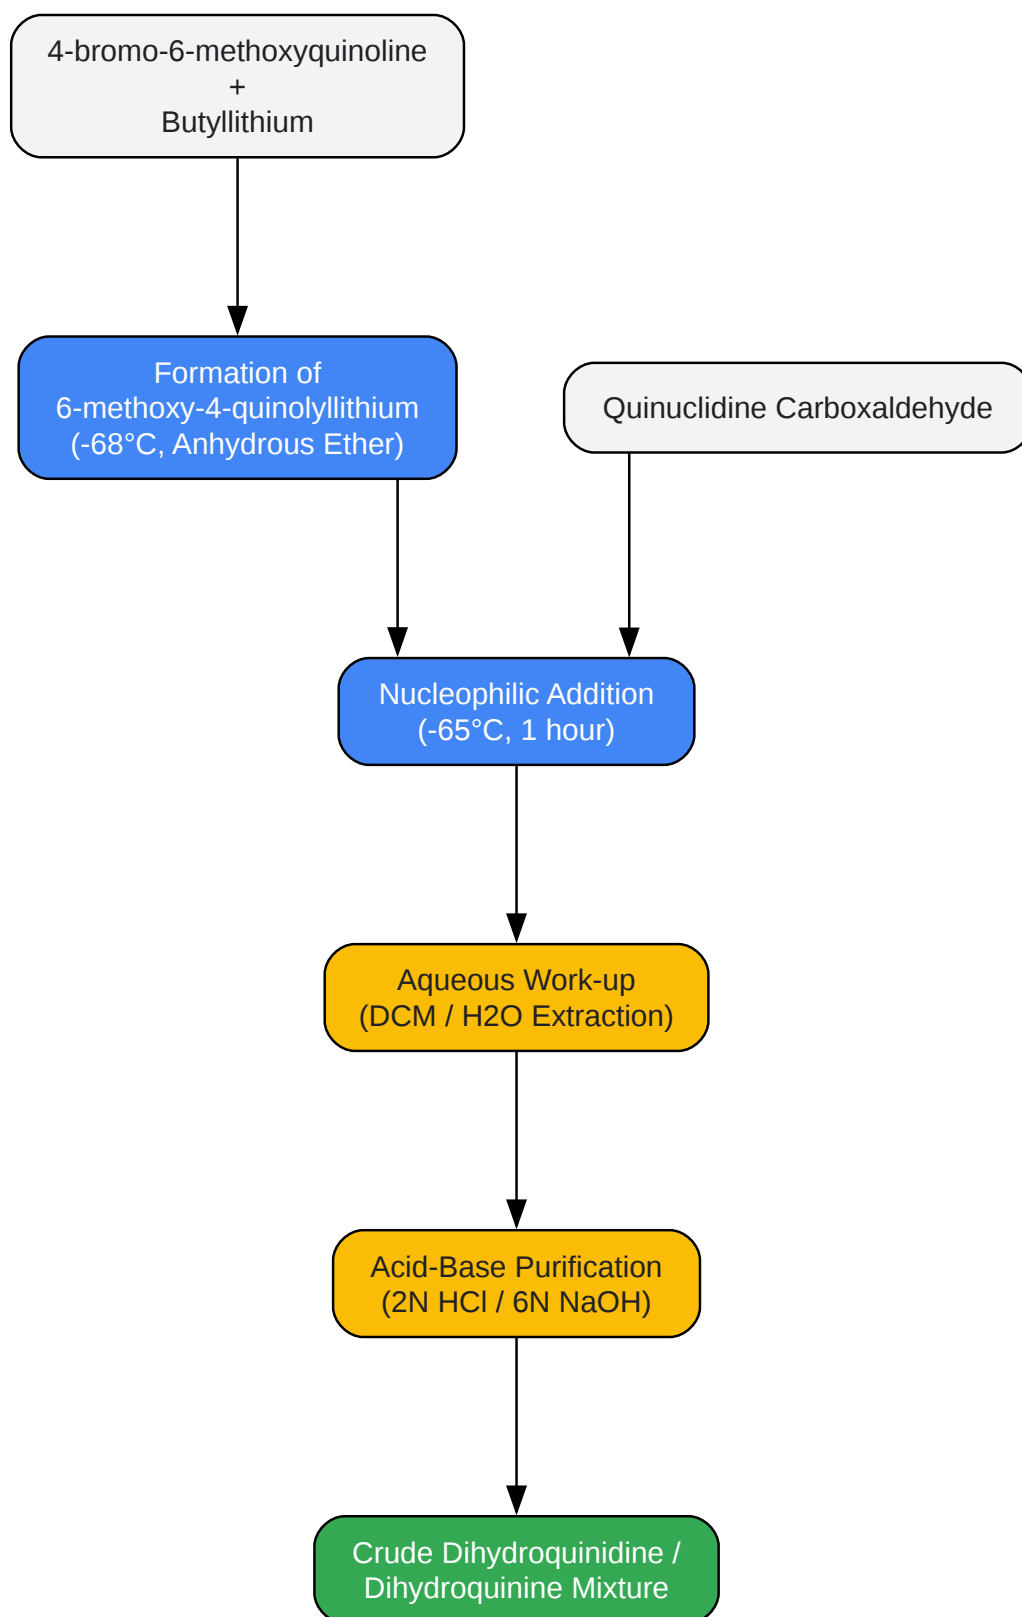 4-bromo-6-methoxyquinoline
+
Butyllithium
Formation of
6-methoxy-4-quinolyllithium
(-68°C, Anhydrous Ether)
Quinuclidine Carboxaldehyde
Nucleophilic Addition
(-65°C, 1 hour)
Aqueous Work-up
(DCM / H2O Extraction)
Acid-Base Purification
(2N HCl / 6N NaOH)
Crude Dihydroquinidine /
Dihydroquinine Mixture